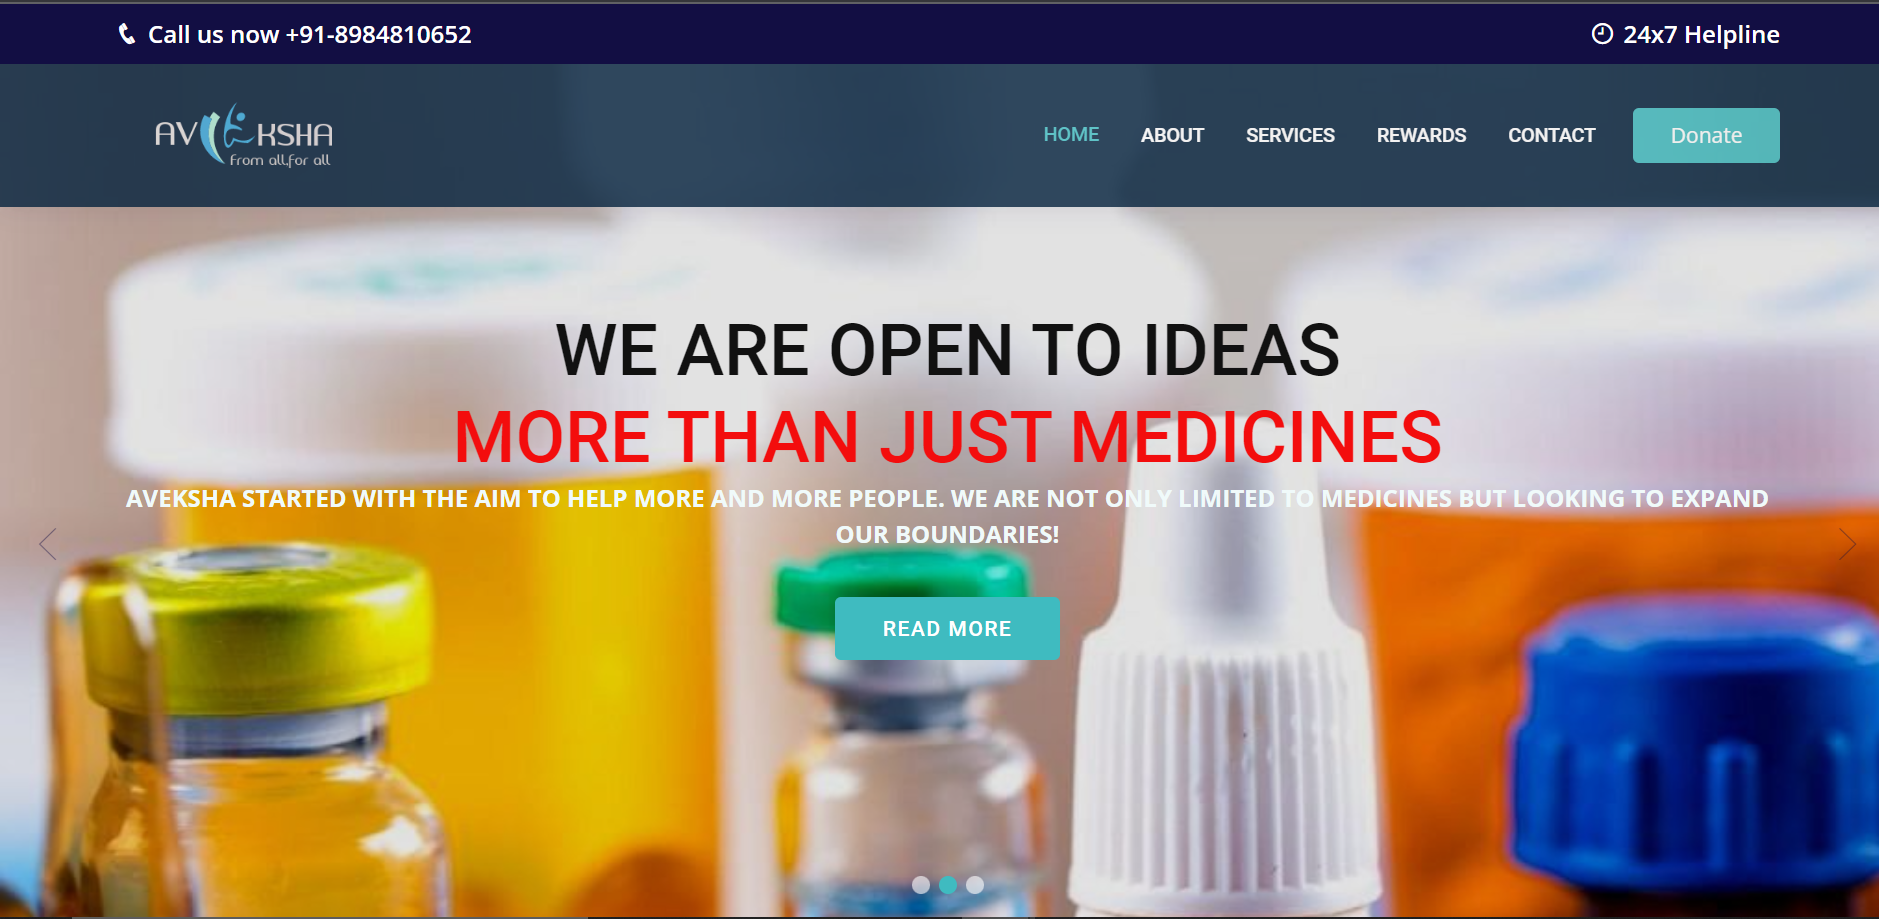 Call us now +91-8984810652
24x7 Helpline
AVEKSHA
From all, for all
HOME ABOUT SERVICES REWARDS CONTACT Donate
WE ARE OPEN TO IDEAS
MORE THAN JUST MEDICINES
AVEKSHA STARTED WITH THE AIM TO HELP MORE AND MORE PEOPLE. WE ARE NOT ONLY LIMITED TO MEDICINES BUT LOOKING TO EXPAND
OUR BOUNDARIES!
READ MORE